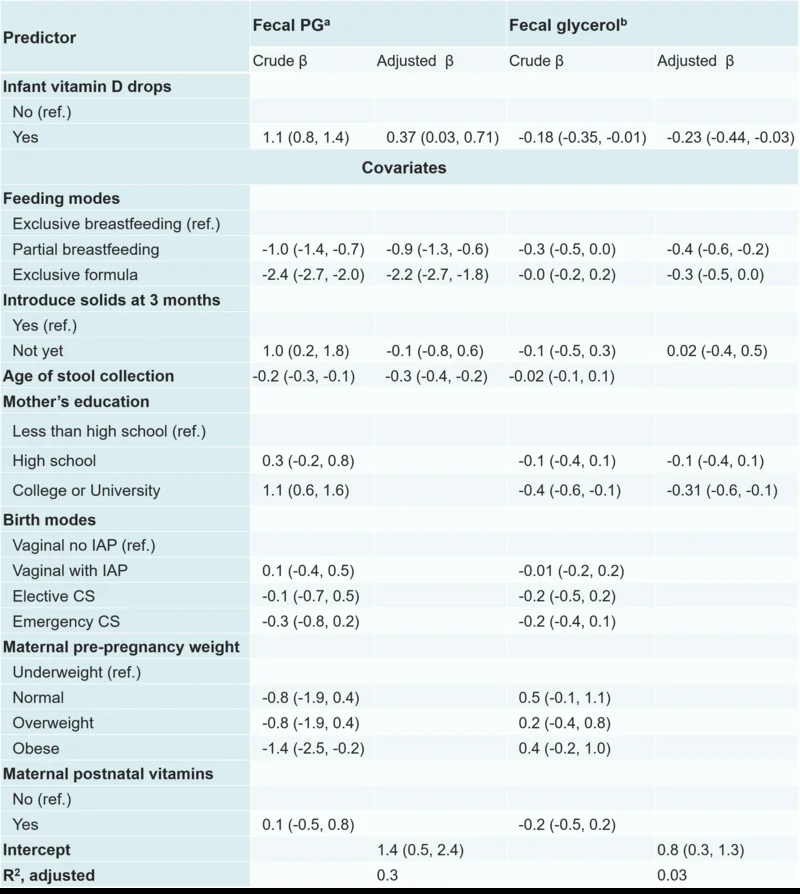 Predictor Fecal PGᵃ Fecal glycerolᵇ
Crude β Adjusted β Crude β Adjusted β
Infant vitamin D drops
No (ref.)
Yes 1.1 (0.8, 1.4) 0.37 (0.03, 0.71) -0.18 (-0.35, -0.01) -0.23 (-0.44, -0.03)
Covariates
Feeding modes
Exclusive breastfeeding (ref.)
Partial breastfeeding -1.0 (-1.4, -0.7) -0.9 (-1.3, -0.6) -0.3 (-0.5, 0.0) -0.4 (-0.6, -0.2)
Exclusive formula -2.4 (-2.7, -2.0) -2.2 (-2.7, -1.8) -0.0 (-0.2, 0.2) -0.3 (-0.5, 0.0)
Introduce solids at 3 months
Yes (ref.)
Not yet 1.0 (0.2, 1.8) -0.1 (-0.8, 0.6) -0.1 (-0.5, 0.3) 0.02 (-0.4, 0.5)
Age of stool collection -0.2 (-0.3, -0.1) -0.3 (-0.4, -0.2) -0.02 (-0.1, 0.1)
Mother’s education
Less than high school (ref.)
High school 0.3 (-0.2, 0.8) -0.1 (-0.4, 0.1) -0.1 (-0.4, 0.1)
College or University 1.1 (0.6, 1.6) -0.4 (-0.6, -0.1) -0.31 (-0.6, -0.1)
Birth modes
Vaginal no IAP (ref.)
Vaginal with IAP 0.1 (-0.4, 0.5) -0.01 (-0.2, 0.2)
Elective CS -0.1 (-0.7, 0.5) -0.2 (-0.5, 0.2)
Emergency CS -0.3 (-0.8, 0.2) -0.2 (-0.4, 0.1)
Maternal pre-pregnancy weight
Underweight (ref.)
Normal -0.8 (-1.9, 0.4) 0.5 (-0.1, 1.1)
Overweight -0.8 (-1.9, 0.4) 0.2 (-0.4, 0.8)
Obese -1.4 (-2.5, -0.2) 0.4 (-0.2, 1.0)
Maternal postnatal vitamins
No (ref.)
Yes 0.1 (-0.5, 0.8) -0.2 (-0.5, 0.2)
Intercept 1.4 (0.5, 2.4) 0.8 (0.3, 1.3)
R², adjusted 0.3 0.03